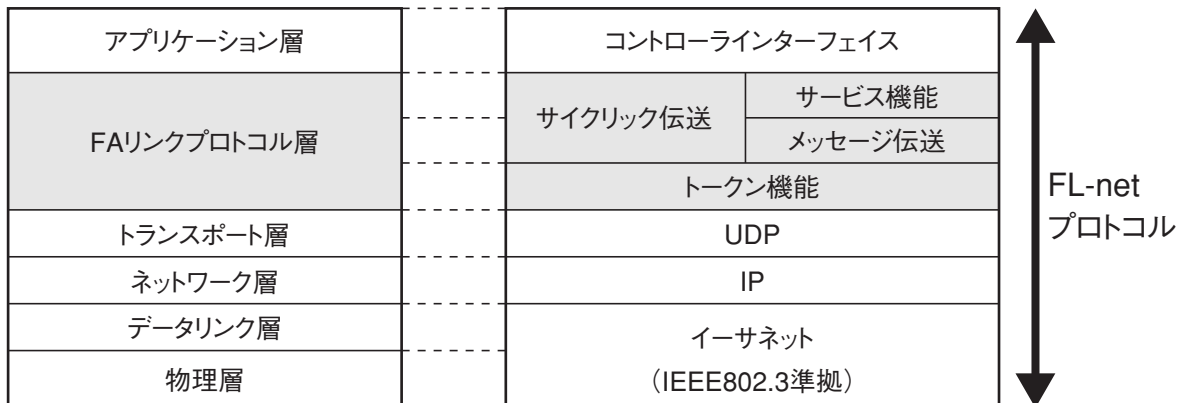 アプリケーション層
コントローラインターフェイス
FAリンクプロトコル層
サイクリック伝送
サービス機能
メッセージ伝送
トークン機能
トランスポート層
UDP
ネットワーク層
IP
データリンク層
物理層
イーサネット
（IEEE802.3準拠）
FL-net
プロトコル